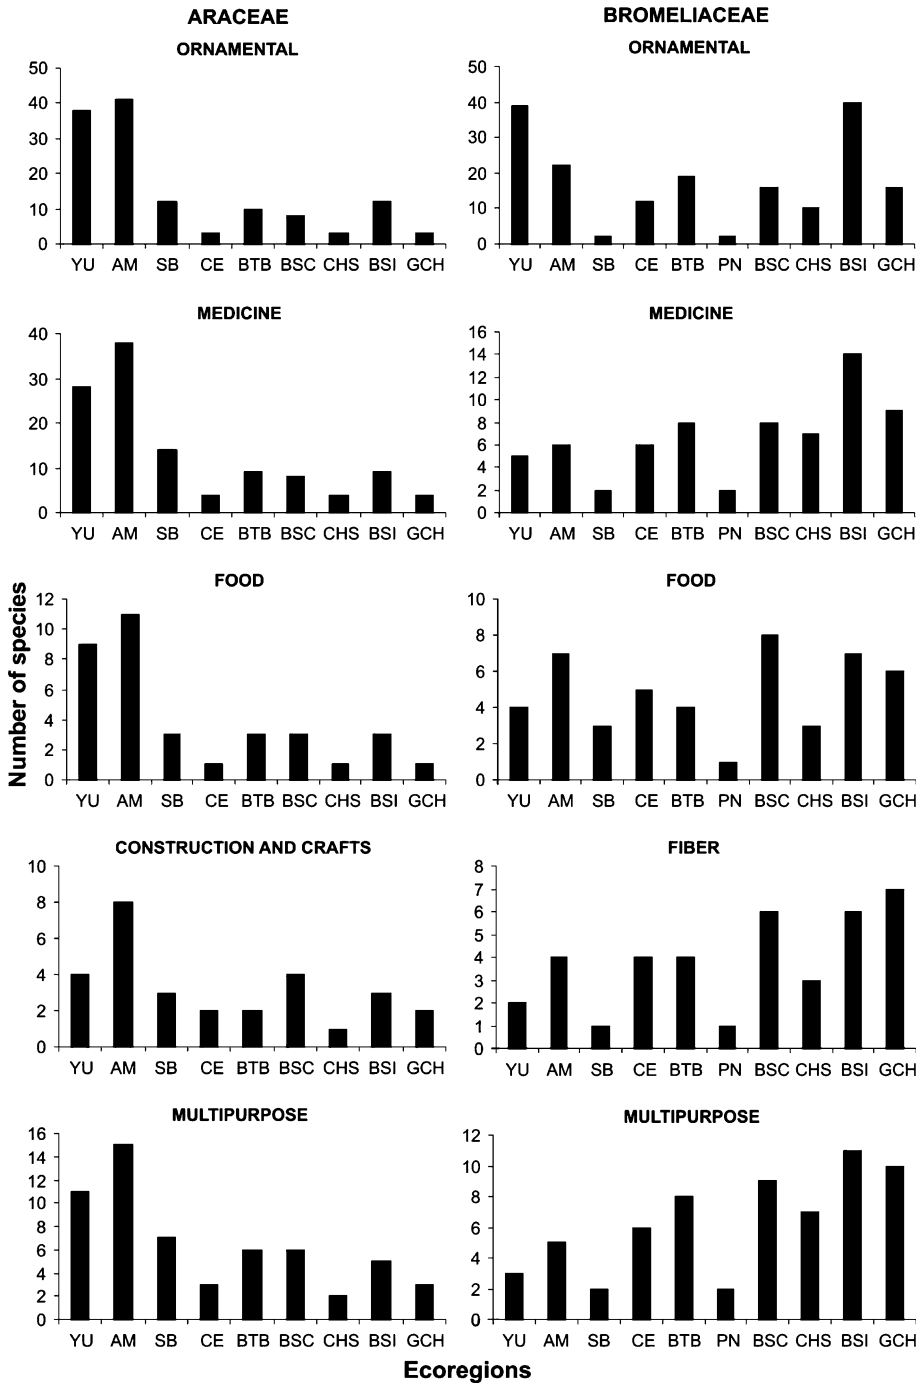 ARACEAE
ORNAMENTAL
50
40
30
20
10
0
YU AM SB CE BTB BSC CHS BSI GCH
MEDICINE
40
30
20
10
0
YU AM SB CE BTB BSC CHS BSI GCH
FOOD
12
10
8
6
4
2
0
YU AM SB CE BTB BSC CHS BSI GCH
CONSTRUCTION AND CRAFTS
10
8
6
4
2
0
YU AM SB CE BTB BSC CHS BSI GCH
MULTIPURPOSE
16
14
12
10
8
6
4
2
0
YU AM SB CE BTB BSC CHS BSI GCH
BROMELIACEAE
ORNAMENTAL
50
40
30
20
10
0
YU AM SB CE BTB PN BSC CHS BSI GCH
MEDICINE
16
14
12
10
8
6
4
2
0
YU AM SB CE BTB PN BSC CHS BSI GCH
FOOD
10
8
6
4
2
0
YU AM SB CE BTB PN BSC CHS BSI GCH
FIBER
8
7
6
5
4
3
2
1
0
YU AM SB CE BTB PN BSC CHS BSI GCH
MULTIPURPOSE
12
10
8
6
4
2
0
YU AM SB CE BTB PN BSC CHS BSI GCH
Number of species
Ecoregions